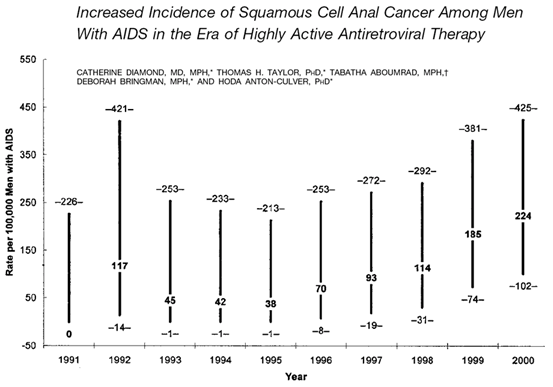 Increased Incidence of Squamous Cell Anal Cancer Among Men
With AIDS in the Era of Highly Active Antiretroviral Therapy
CATHERINE DIAMOND, MD, MPH,* THOMAS H. TAYLOR, PHD,* TABATHA ABOUMRAD, MPH,†
DEBORAH BRINGMAN, MPH,* AND HODA ANTON-CULVER, PHD*
Rate per 100,000 Men with AIDS
550
450
350
250
150
50
-50
–226– –421– –253– –233– –213– –253– –272– –292– –381– –425–
0 117 45 42 38 70 93 114 185 224
–14– –1– –1– –1– –8– –19– –31– –74– –102–
1991 1992 1993 1994 1995 1996 1997 1998 1999 2000
Year